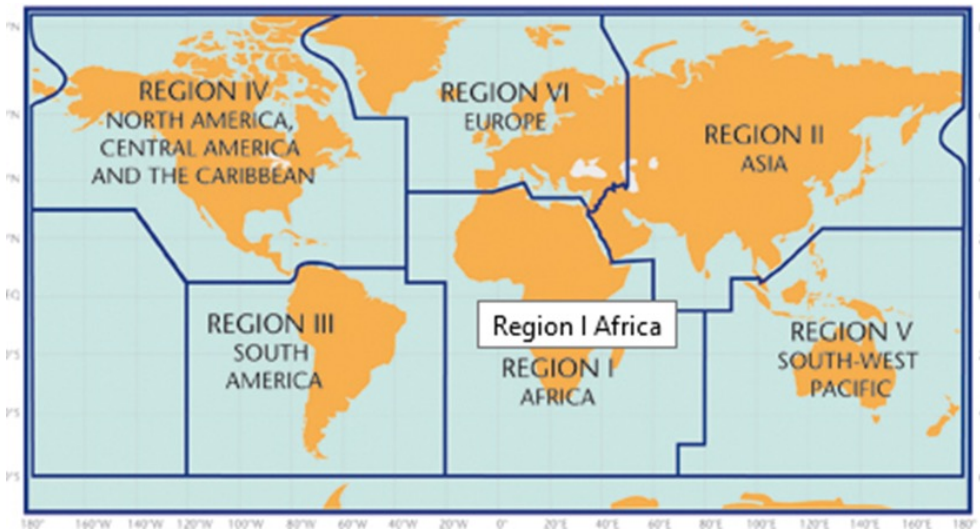 REGION IV
NORTH AMERICA,
CENTRAL AMERICA
AND THE CARIBBEAN
REGION VI
EUROPE
REGION II
ASIA
REGION III
SOUTH
AMERICA
Region I Africa
REGION I
AFRICA
REGION V
SOUTH-WEST
PACIFIC
180° 160°W 140°W 120°W 100°W 80°W 60°W 40°W 20°W 0° 20°E 40°E 60°E 80°E 100°E 120°E 140°E 160°E 180°